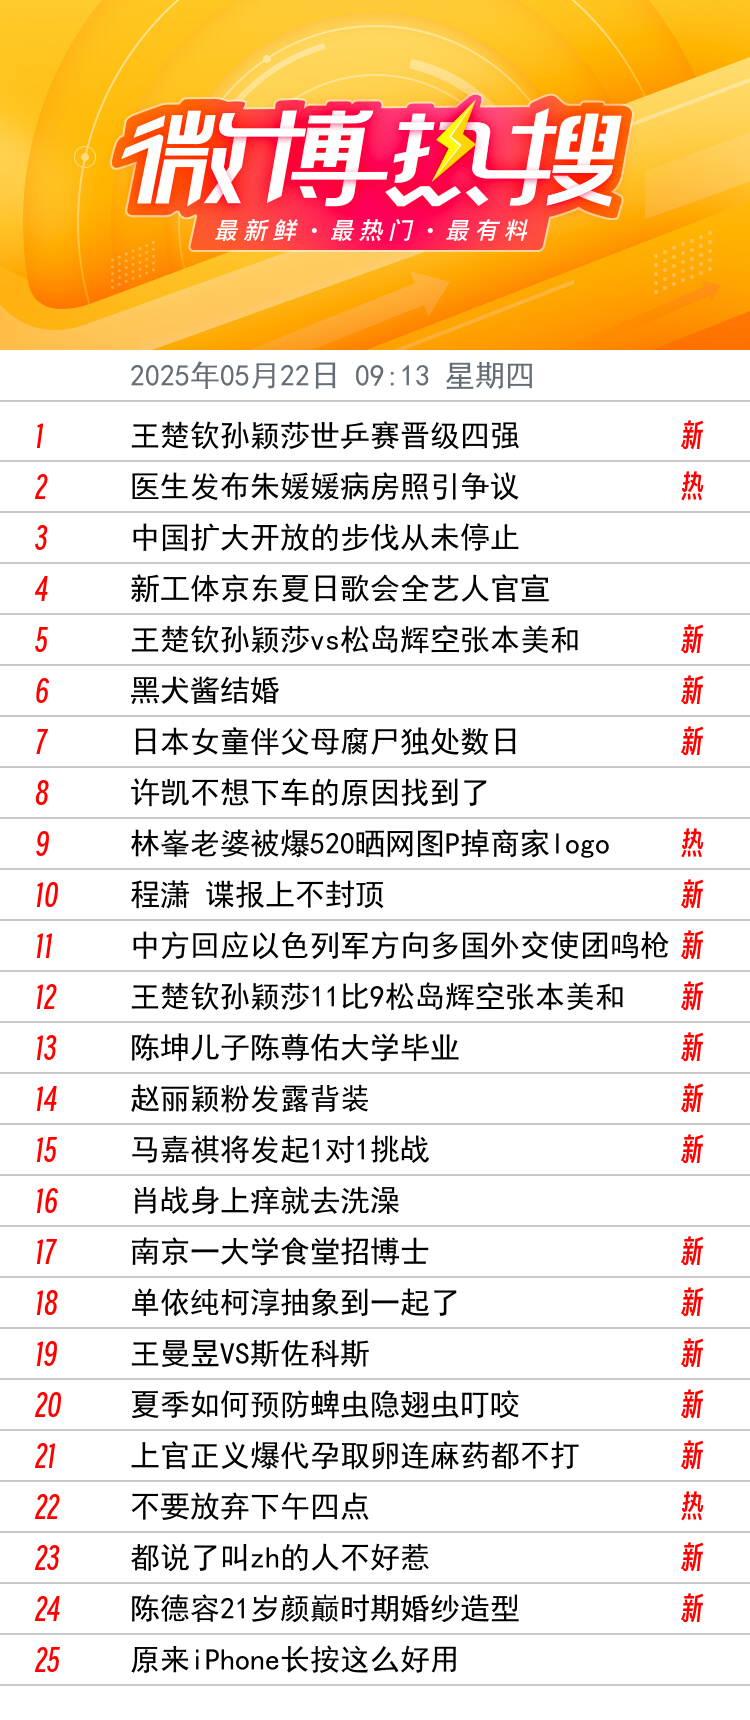 微博热搜
最新鲜·最热门·最有料
2025年05月22日 09:13 星期四
1 王楚钦孙颖莎世乒赛晋级四强 新
2 医生发布朱媛媛病房照引争议 热
3 中国扩大开放的步伐从未停止
4 新工体京东夏日歌会全艺人官宣
5 王楚钦孙颖莎vs松岛辉空张本美和 新
6 黑犬酱结婚 新
7 日本女童伴父母腐尸独处数日 新
8 许凯不想下车的原因找到了
9 林峯老婆被爆520晒网图P掉商家logo 热
10 程潇 谍报上不封顶 新
11 中方回应以色列军方向多国外交使团鸣枪 新
12 王楚钦孙颖莎11比9松岛辉空张本美和 新
13 陈坤儿子陈尊佑大学毕业 新
14 赵丽颖粉发露背装 新
15 马嘉祺将发起1对1挑战 新
16 肖战身上痒就去洗澡
17 南京一大学食堂招博士 新
18 单依纯柯淳抽象到一起了 新
19 王曼昱VS斯佐科斯 新
20 夏季如何预防蜱虫隐翅虫叮咬 新
21 上官正义爆代孕取卵连麻药都不打 新
22 不要放弃下午四点 热
23 都说了叫zh的人不好惹 新
24 陈德容21岁颜巅时期婚纱造型 新
25 原来iPhone长按这么好用